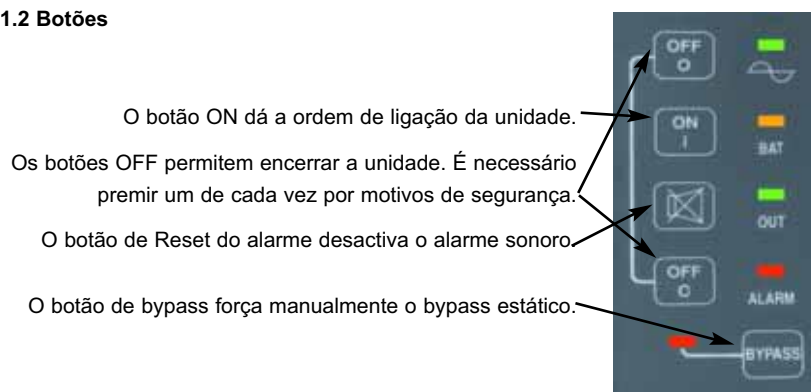 1.2 Botões
O botão ON dá a ordem de ligação da unidade.
Os botões OFF permitem encerrar a unidade. É necessário
premir um de cada vez por motivos de segurança.
O botão de Reset do alarme desactiva o alarme sonoro.
O botão de bypass força manualmente o bypass estático.
OFF
O
ON
I
BAT
OUT
OFF
O
ALARM
BYPASS